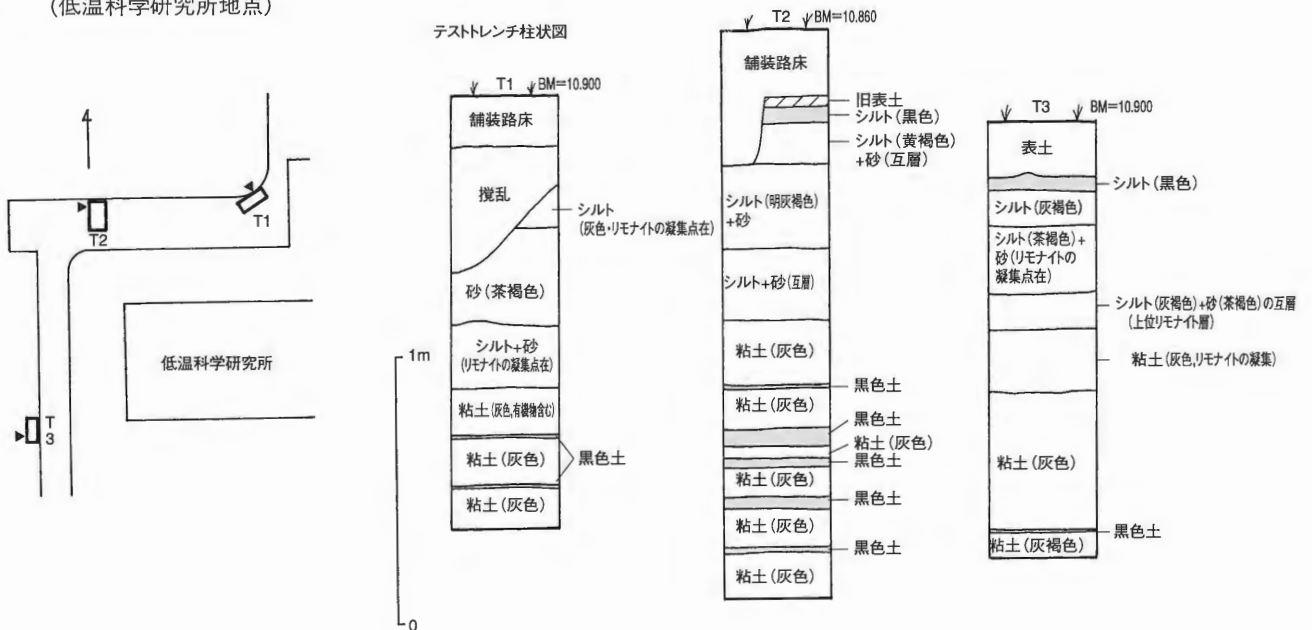 (低温科学研究所地点)
テストトレンチ柱状図
T1
T2
T
3
低温科学研究所
1m
0
T1 BM=10.900
舗装路床
撹乱
シルト
(灰色・リモナイトの凝集点在)
砂(茶褐色)
シルト+砂
(リモナイトの凝集点在)
粘土(灰色,有機物含む)
粘土(灰色)
黒色土
粘土(灰色)
T2 BM=10.860
舗装路床
旧表土
シルト(黒色)
シルト(黄褐色)
+砂(互層)
シルト(明灰褐色)
+砂
シルト+砂(互層)
粘土(灰色)
黒色土
粘土(灰色)
黒色土
粘土(灰色)
黒色土
粘土(灰色)
黒色土
粘土(灰色)
黒色土
粘土(灰色)
T3 BM=10.900
表土
シルト(黒色)
シルト(灰褐色)
シルト(茶褐色)+
砂(リモナイトの
凝集点在)
シルト(灰褐色)+砂(茶褐色)の互層
(上位リモナイト層)
粘土(灰色,リモナイトの凝集)
粘土(灰色)
黒色土
粘土(灰褐色)